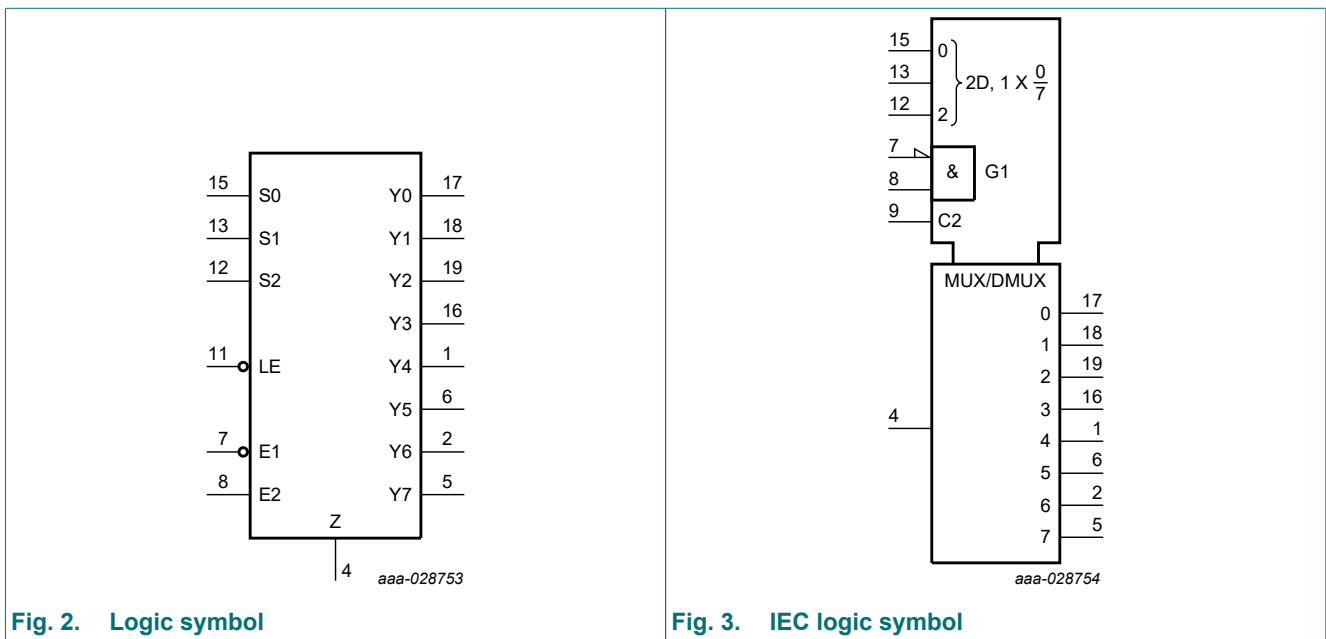 15 S0 Y0 17
13 S1 Y1 18
12 S2 Y2 19
Y3 16
11 LE Y4 1
Y5 6
7 E1 Y6 2
8 E2 Y7 5
Z
4 aaa-028753
Fig. 2. Logic symbol
15 0
13 2D, 1 X 0/7
12 2
7
& G1
8
9 C2
MUX/DMUX
0 17
1 18
2 19
3 16
4
4 1
5 6
6 2
7 5
aaa-028754
Fig. 3. IEC logic symbol